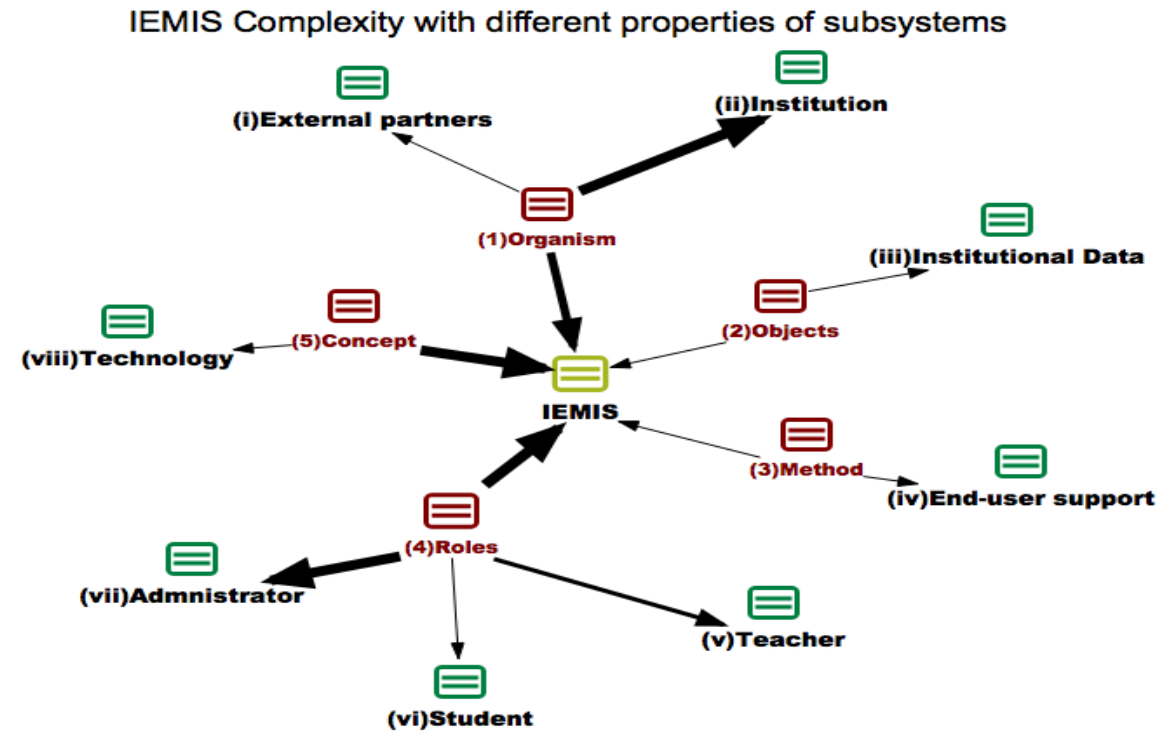 IEMIS Complexity with different properties of subsystems
(i)External partners
(ii)Institution
(1)Organism
(iii)Institutional Data
(2)Objects
(5)Concept
(viii)Technology
IEMIS
(3)Method
(iv)End-user support
(4)Roles
(vii)Admnistrator
(v)Teacher
(vi)Student